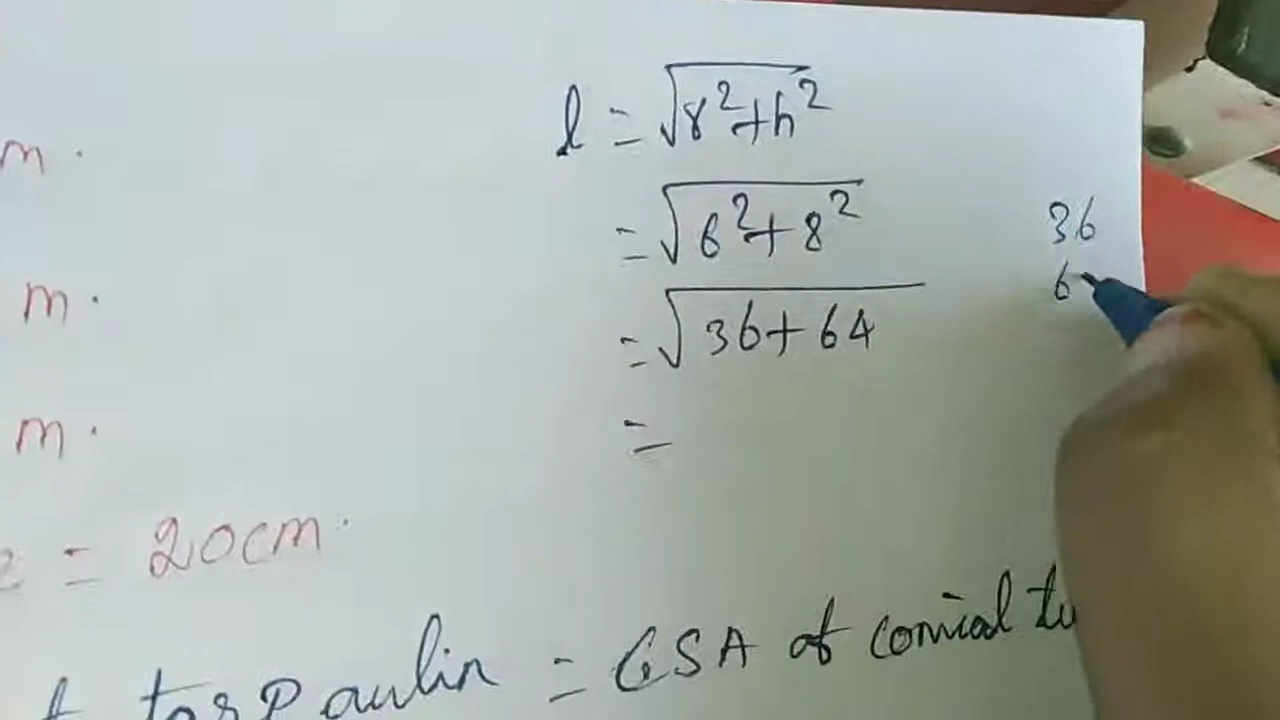 m.
l = √r²+h²
= √6²+8²
36
6
m.
= √36+64
m.
=
= 20cm.
tarpaulin = CSA of conical